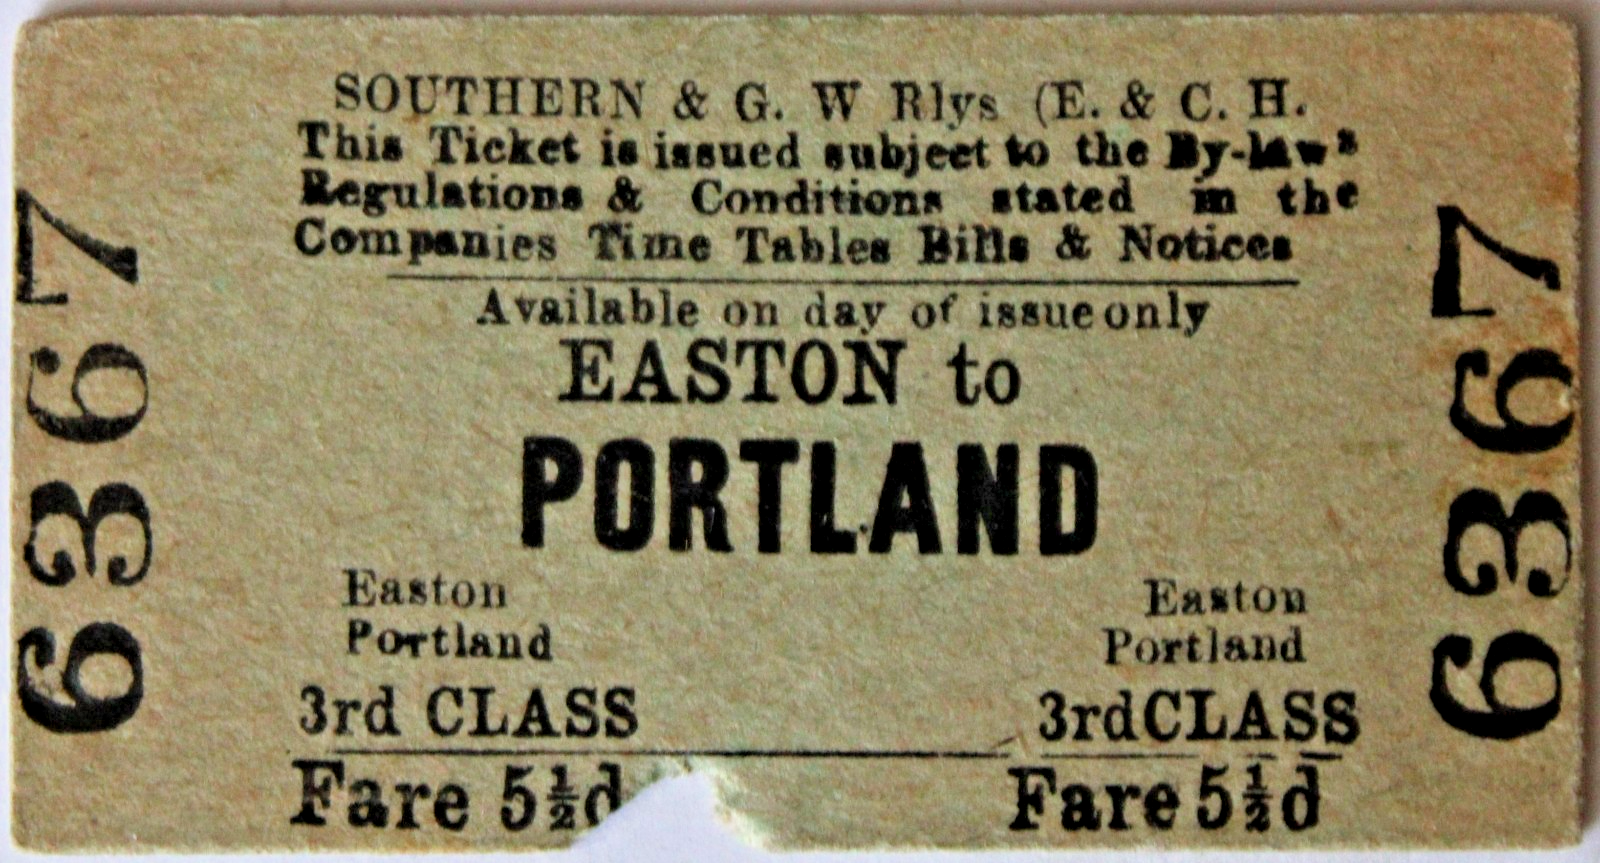 SOUTHERN & G. W Rlys (E. & C. H.
This Ticket is issued subject to the By-laws
Regulations & Conditions stated in the
Companies Time Tables Bills & Notices
Available on day of issue only
EASTON to
PORTLAND
Easton
Portland
3rd CLASS
Fare 5½d
Easton
Portland
3rd CLASS
Fare 5½d
6367
6367